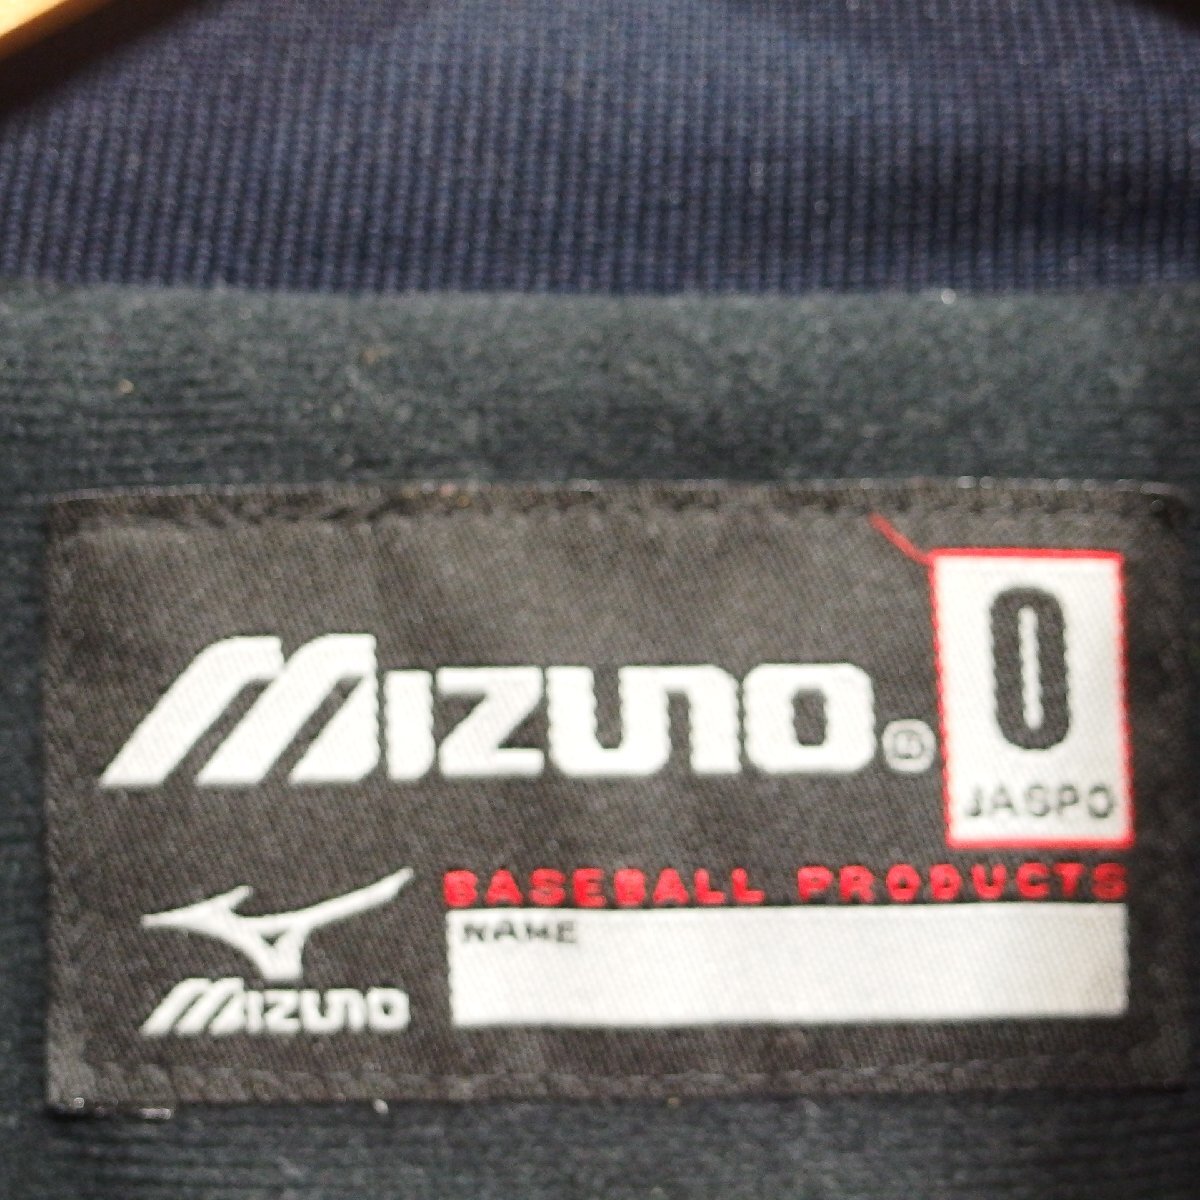 O
MIZUNO®
JASPO
BASEBALL PRODUCTS
NAME
MIZUNO